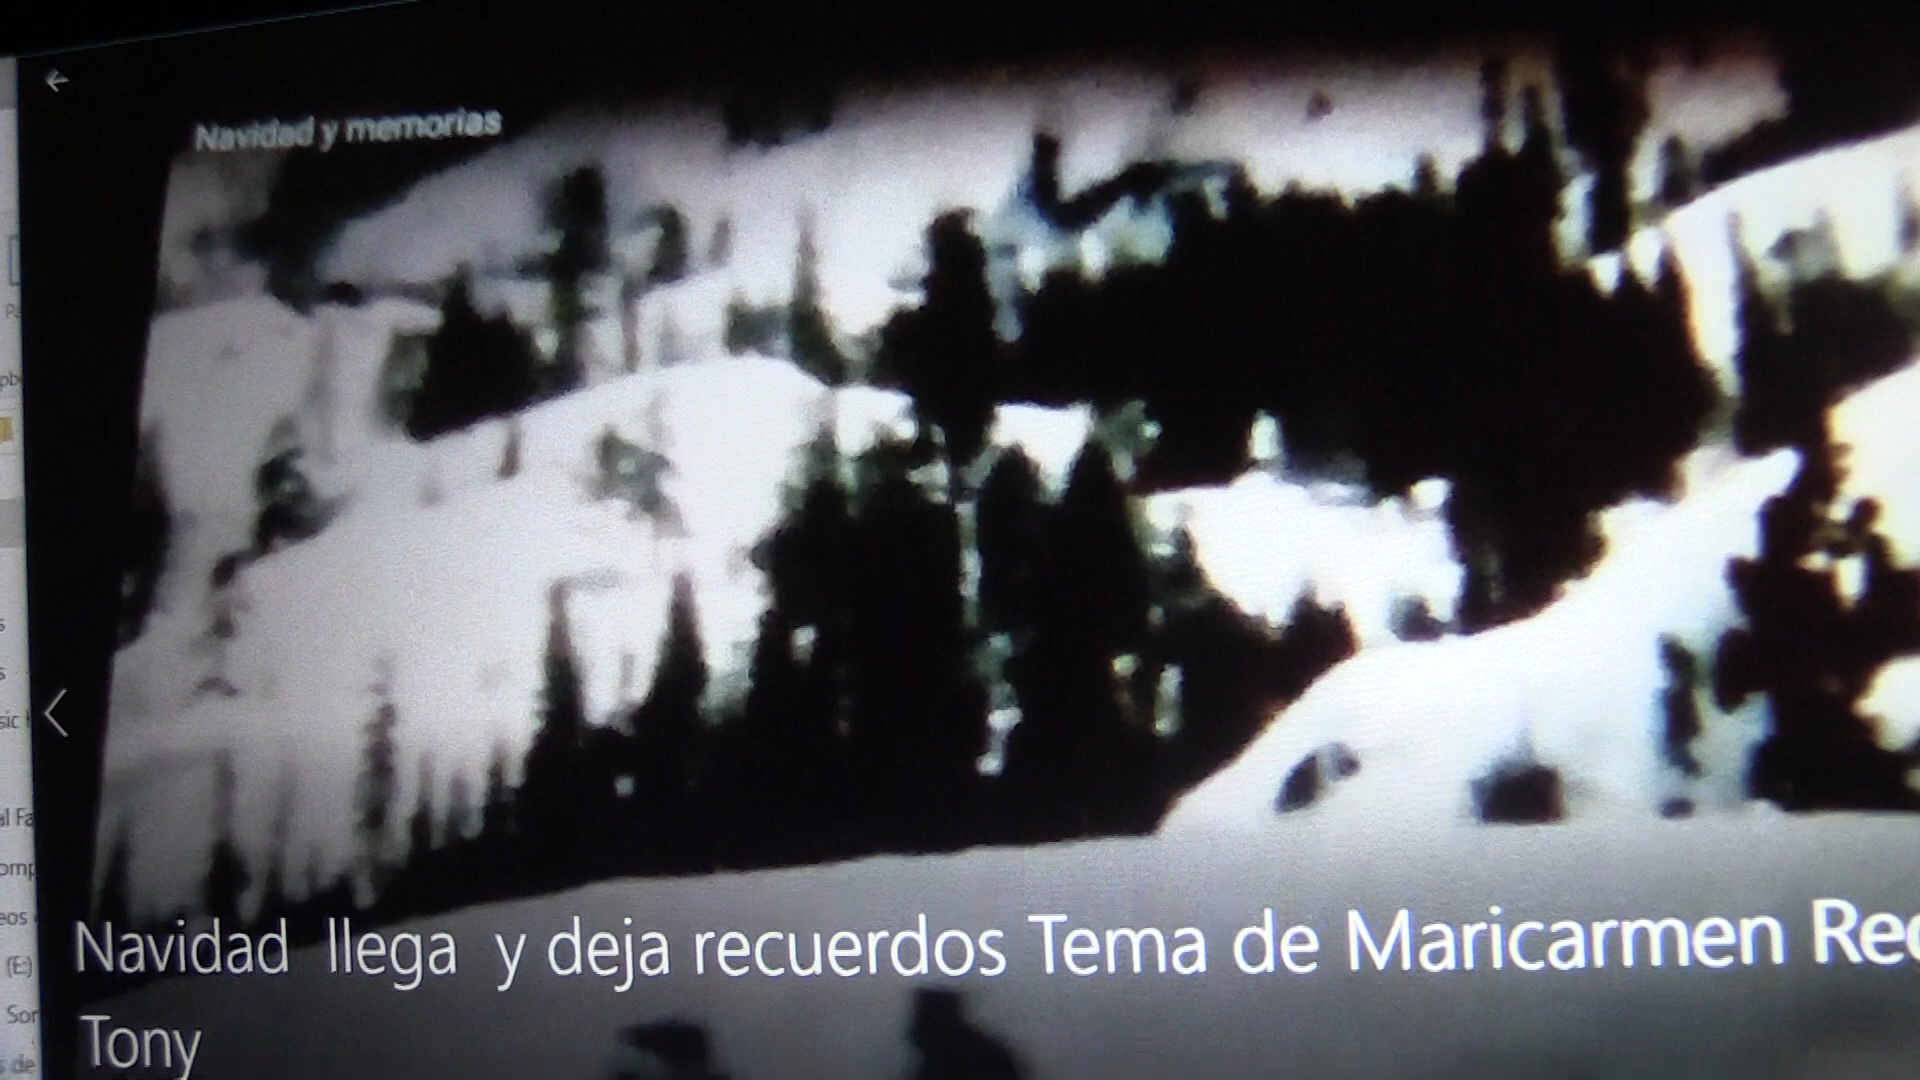 Navidad y memorias
Navidad llega y deja recuerdos Tema de Maricarmen
Tony
(E:)